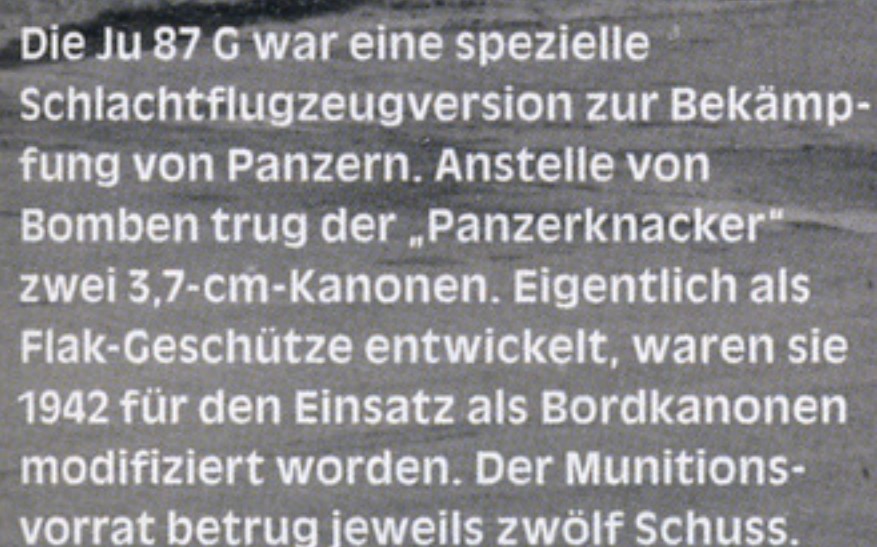 Die Ju 87 G war eine spezielle
Schlachtflugzeugversion zur Bekämp-
fung von Panzern. Anstelle von
Bomben trug der „Panzerknacker“
zwei 3,7-cm-Kanonen. Eigentlich als
Flak-Geschütze entwickelt, waren sie
1942 für den Einsatz als Bordkanonen
modifiziert worden. Der Munitions-
vorrat betrug jeweils zwölf Schuss.